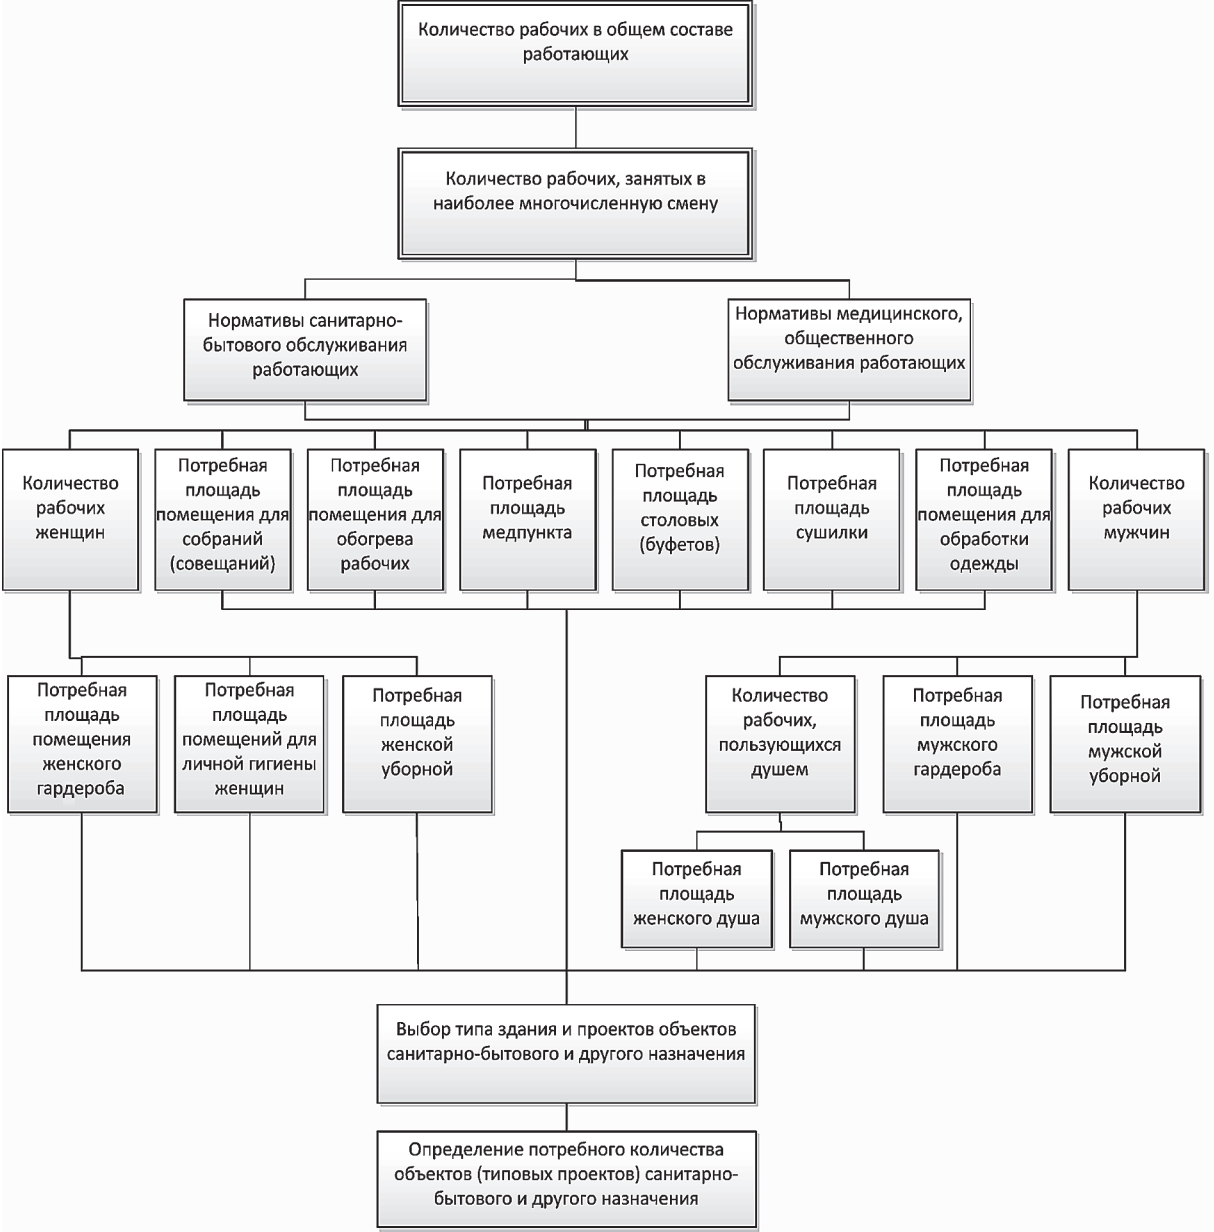 Количество рабочих в общем составе
работающих
Количество рабочих, занятых в
наиболее многочисленную смену
Нормативы санитарно-
бытового обслуживания
работающих
Нормативы медицинского,
общественного
обслуживания работающих
Количество
рабочих
женщин
Потребная
площадь
помещения для
собраний
(совещаний)
Потребная
площадь
помещения для
обогрева
рабочих
Потребная
площадь
медпункта
Потребная
площадь
столовых
(буфетов)
Потребная
площадь
сушилки
Потребная
площадь
помещения для
обработки
одежды
Количество
рабочих
мужчин
Потребная
площадь
помещения
женского
гардероба
Потребная
площадь
помещений для
личной гигиены
женщин
Потребная
площадь
женской
уборной
Количество
рабочих,
пользующихся
душем
Потребная
площадь
мужского
гардероба
Потребная
площадь
мужской
уборной
Потребная
площадь
женского душа
Потребная
площадь
мужского душа
Выбор типа здания и проектов объектов
санитарно-бытового и другого назначения
Определение потребного количества
объектов (типовых проектов) санитарно-
бытового и другого назначения